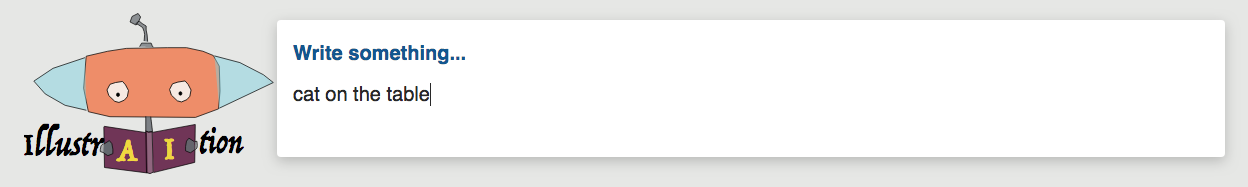 Write something...
cat on the table
IllustrAItion